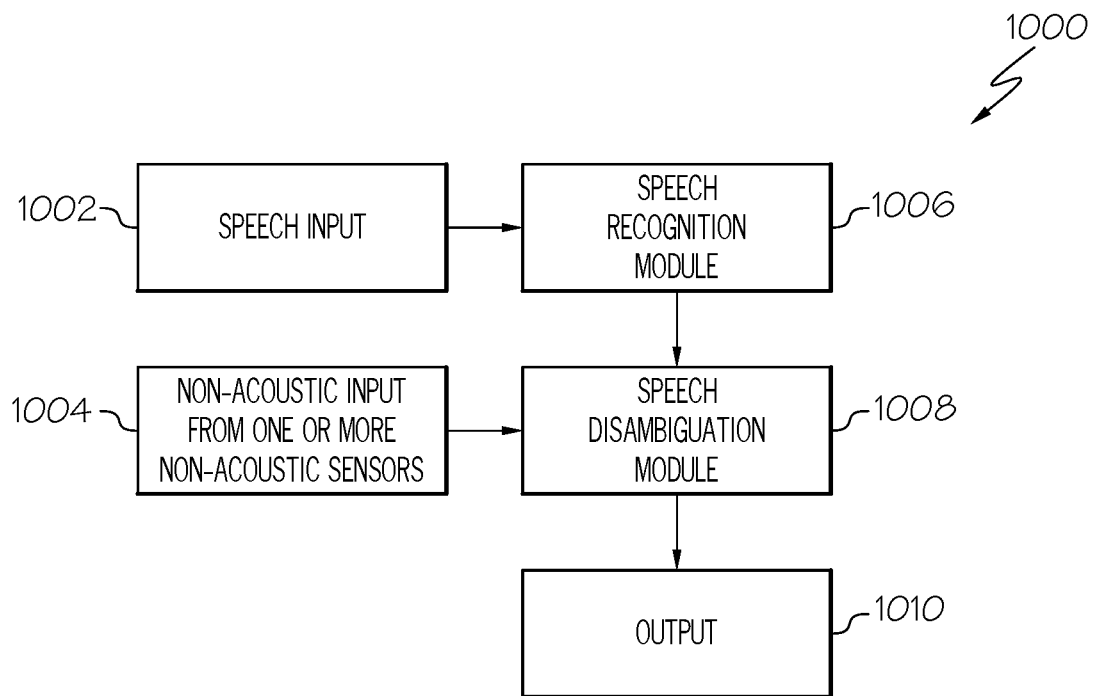 1000
1002
SPEECH INPUT
SPEECH
RECOGNITION
MODULE
1006
1004
NON-ACOUSTIC INPUT
FROM ONE OR MORE
NON-ACOUSTIC SENSORS
SPEECH
DISAMBIGUATION
MODULE
1008
OUTPUT
1010